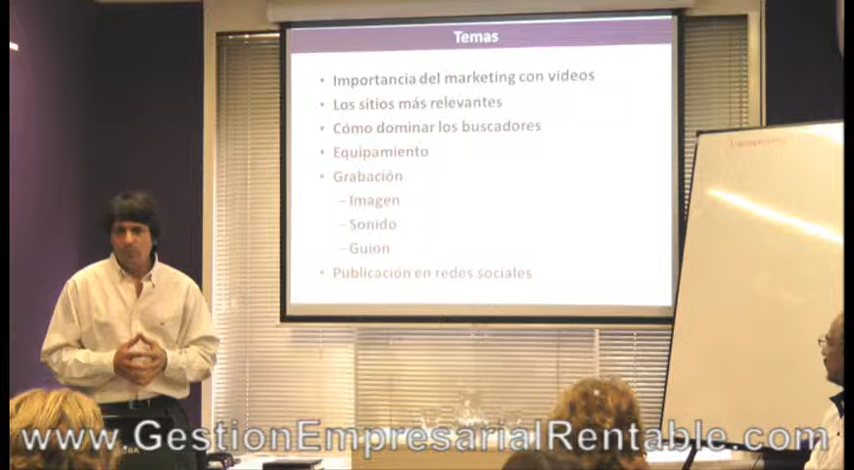 Temas
• Importancia del marketing con videos
• Los sitios más relevantes
• Cómo dominar los buscadores
• Equipamiento
• Grabación
– Imagen
– Sonido
– Guion
• Publicación en redes sociales
www.GestionEmpresarialRentable.com